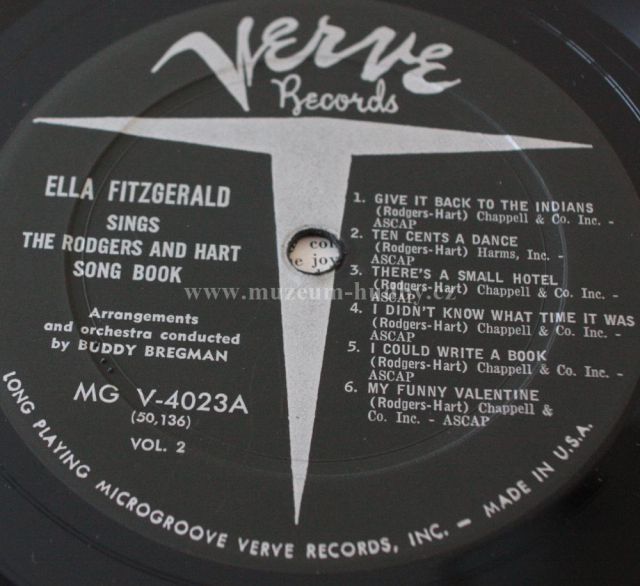 Verve
Records
ELLA FITZGERALD
SINGS
THE RODGERS AND HART
SONG BOOK
Arrangements
and orchestra conducted
by BUDDY BREGMAN
MG V-4023A
(50,136)
VOL. 2
1. GIVE IT BACK TO THE INDIANS
(Rodgers-Hart) Chappell & Co. Inc. -
ASCAP
2. TEN CENTS A DANCE
(Rodgers-Hart) Harms, Inc. -
ASCAP
3. THERE'S A SMALL HOTEL
(Rodgers-Hart) Chappell & Co. Inc. -
ASCAP
4. I DIDN'T KNOW WHAT TIME IT WAS
(Rodgers-Hart) Chappell & Co. Inc. -
ASCAP
5. I COULD WRITE A BOOK
(Rodgers-Hart) Chappell & Co. Inc. -
ASCAP
6. MY FUNNY VALENTINE
(Rodgers-Hart) Chappell &
Co. Inc. - ASCAP
LONG PLAYING MICROGROOVE VERVE RECORDS, INC. – MADE IN U.S.A.